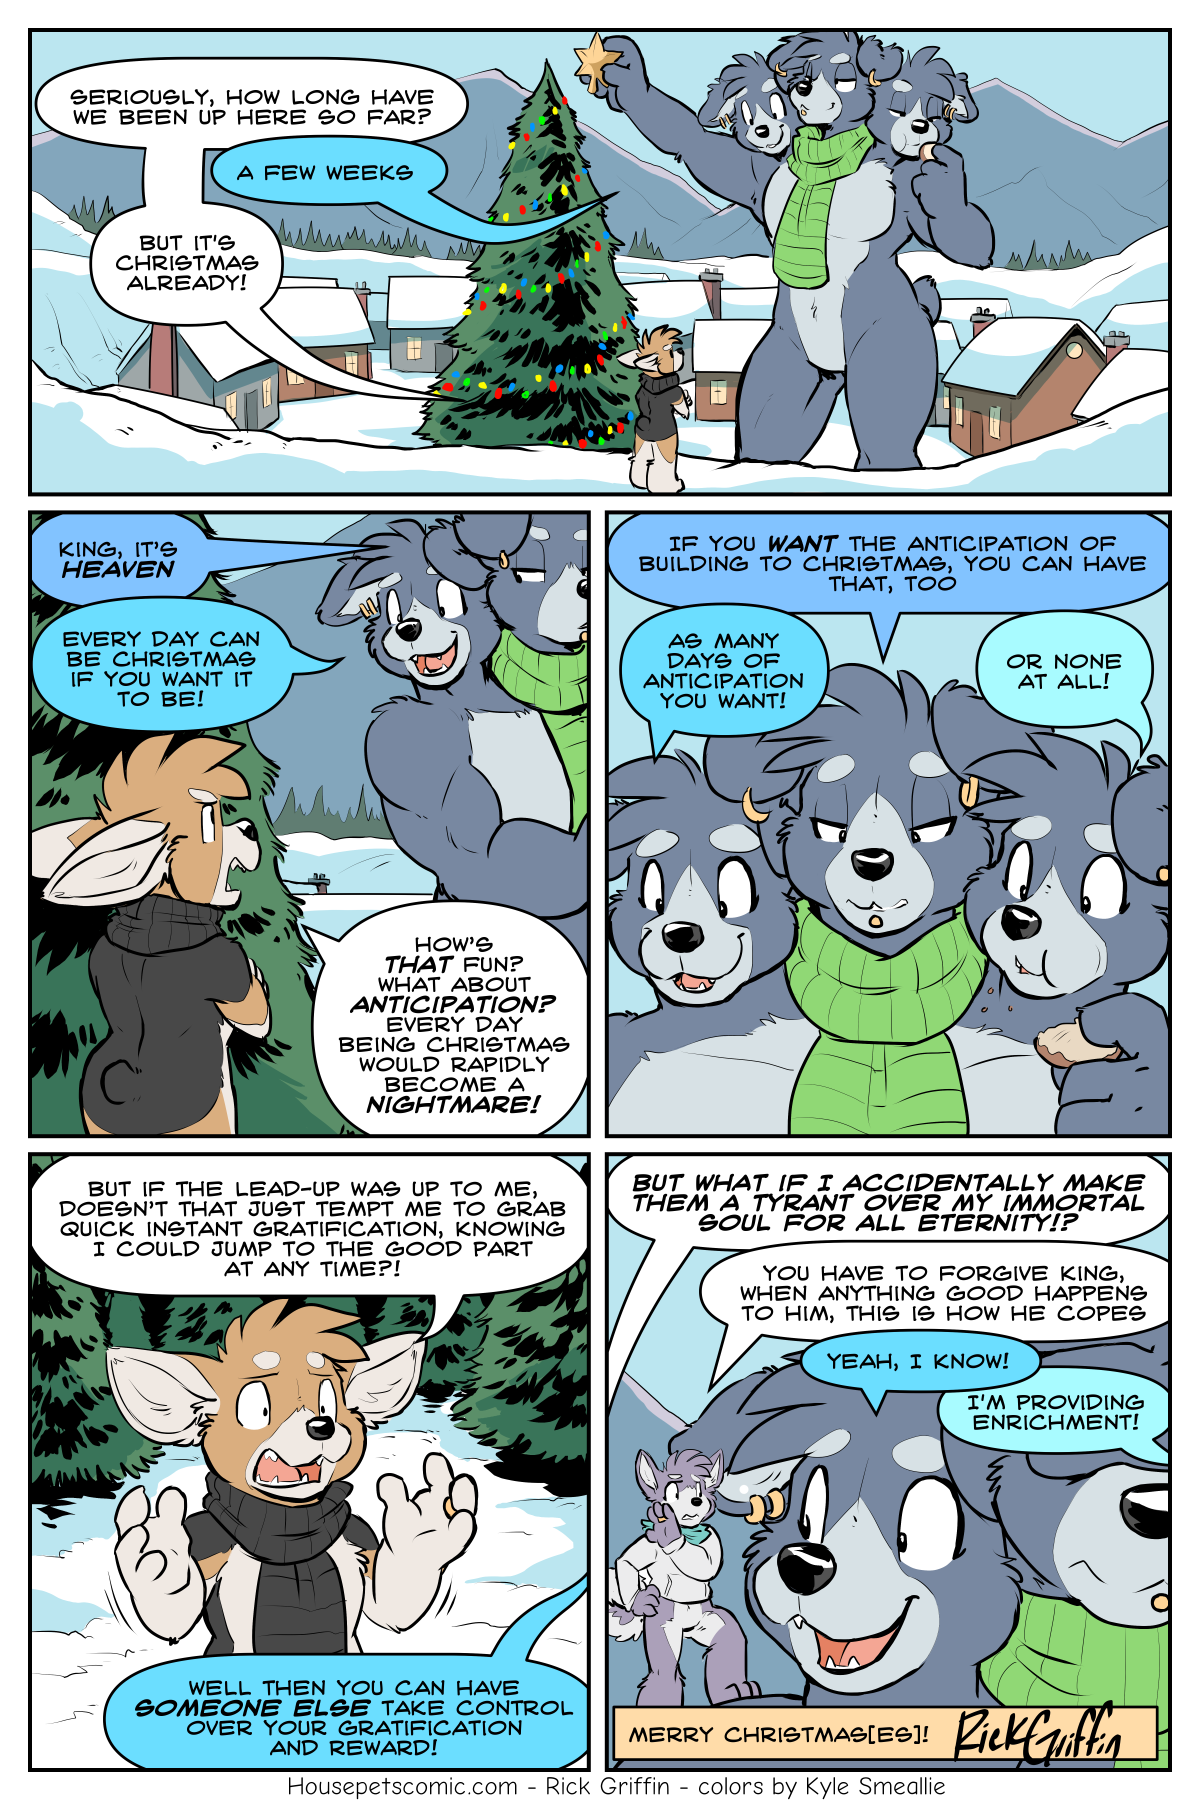 SERIOUSLY, HOW LONG HAVE
WE BEEN UP HERE SO FAR?
A FEW WEEKS
BUT IT'S
CHRISTMAS
ALREADY!
KING, IT'S
HEAVEN
EVERY DAY CAN
BE CHRISTMAS
IF YOU WANT IT
TO BE!
HOW'S
THAT FUN?
WHAT ABOUT
ANTICIPATION?
EVERY DAY
BEING CHRISTMAS
WOULD RAPIDLY
BECOME A
NIGHTMARE!
IF YOU WANT THE ANTICIPATION OF
BUILDING TO CHRISTMAS, YOU CAN HAVE
THAT, TOO
AS MANY
DAYS OF
ANTICIPATION
YOU WANT!
OR NONE
AT ALL!
BUT IF THE LEAD-UP WAS UP TO ME,
DOESN'T THAT JUST TEMPT ME TO GRAB
QUICK INSTANT GRATIFICATION, KNOWING
I COULD JUMP TO THE GOOD PART
AT ANY TIME?!
WELL THEN YOU CAN HAVE
SOMEONE ELSE TAKE CONTROL
OVER YOUR GRATIFICATION
AND REWARD!
BUT WHAT IF I ACCIDENTALLY MAKE
THEM A TYRANT OVER MY IMMORTAL
SOUL FOR ALL ETERNITY!?
YOU HAVE TO FORGIVE KING,
WHEN ANYTHING GOOD HAPPENS
TO HIM, THIS IS HOW HE COPES
YEAH, I KNOW!
I'M PROVIDING
ENRICHMENT!
MERRY CHRISTMAS[ES]!
Rick Griffin
Housepetscomic.com - Rick Griffin - colors by Kyle Smeallie